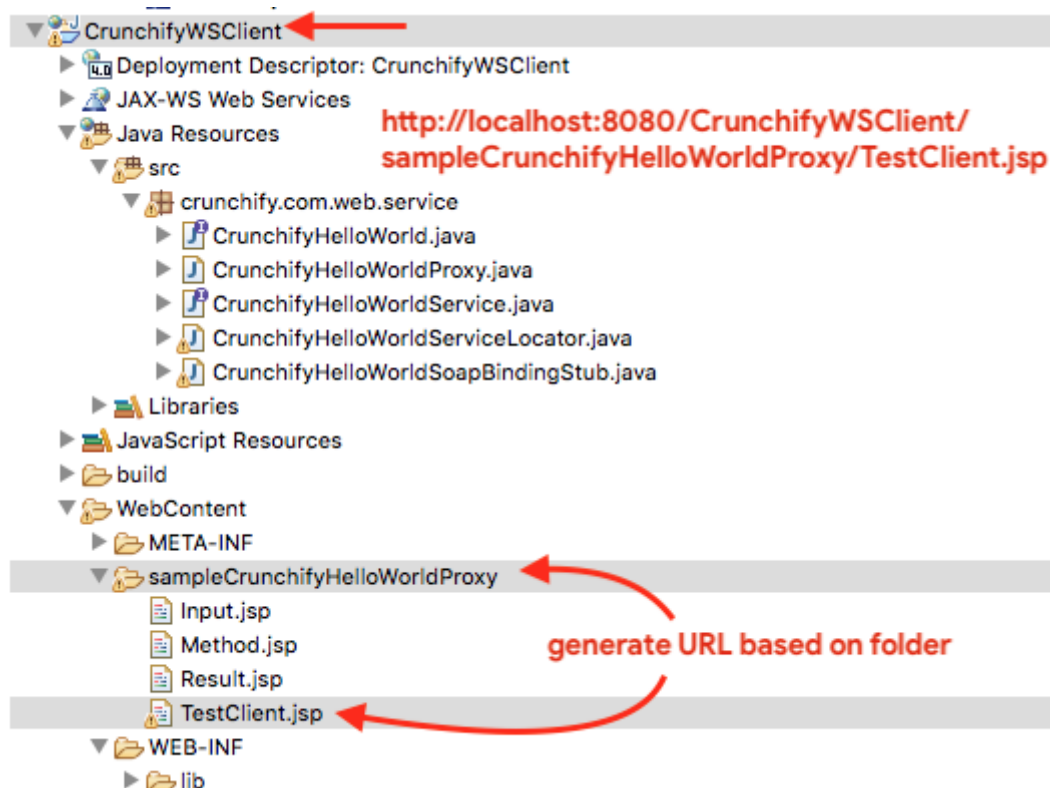 CrunchifyWSClient
Deployment Descriptor: CrunchifyWSClient
JAX-WS Web Services
Java Resources
http://localhost:8080/CrunchifyWSClient/
sampleCrunchifyHelloWorldProxy/TestClient.jsp
src
crunchify.com.web.service
CrunchifyHelloWorld.java
CrunchifyHelloWorldProxy.java
CrunchifyHelloWorldService.java
CrunchifyHelloWorldServiceLocator.java
CrunchifyHelloWorldSoapBindingStub.java
Libraries
JavaScript Resources
build
WebContent
META-INF
sampleCrunchifyHelloWorldProxy
Input.jsp
Method.jsp
generate URL based on folder
Result.jsp
TestClient.jsp
WEB-INF
lib